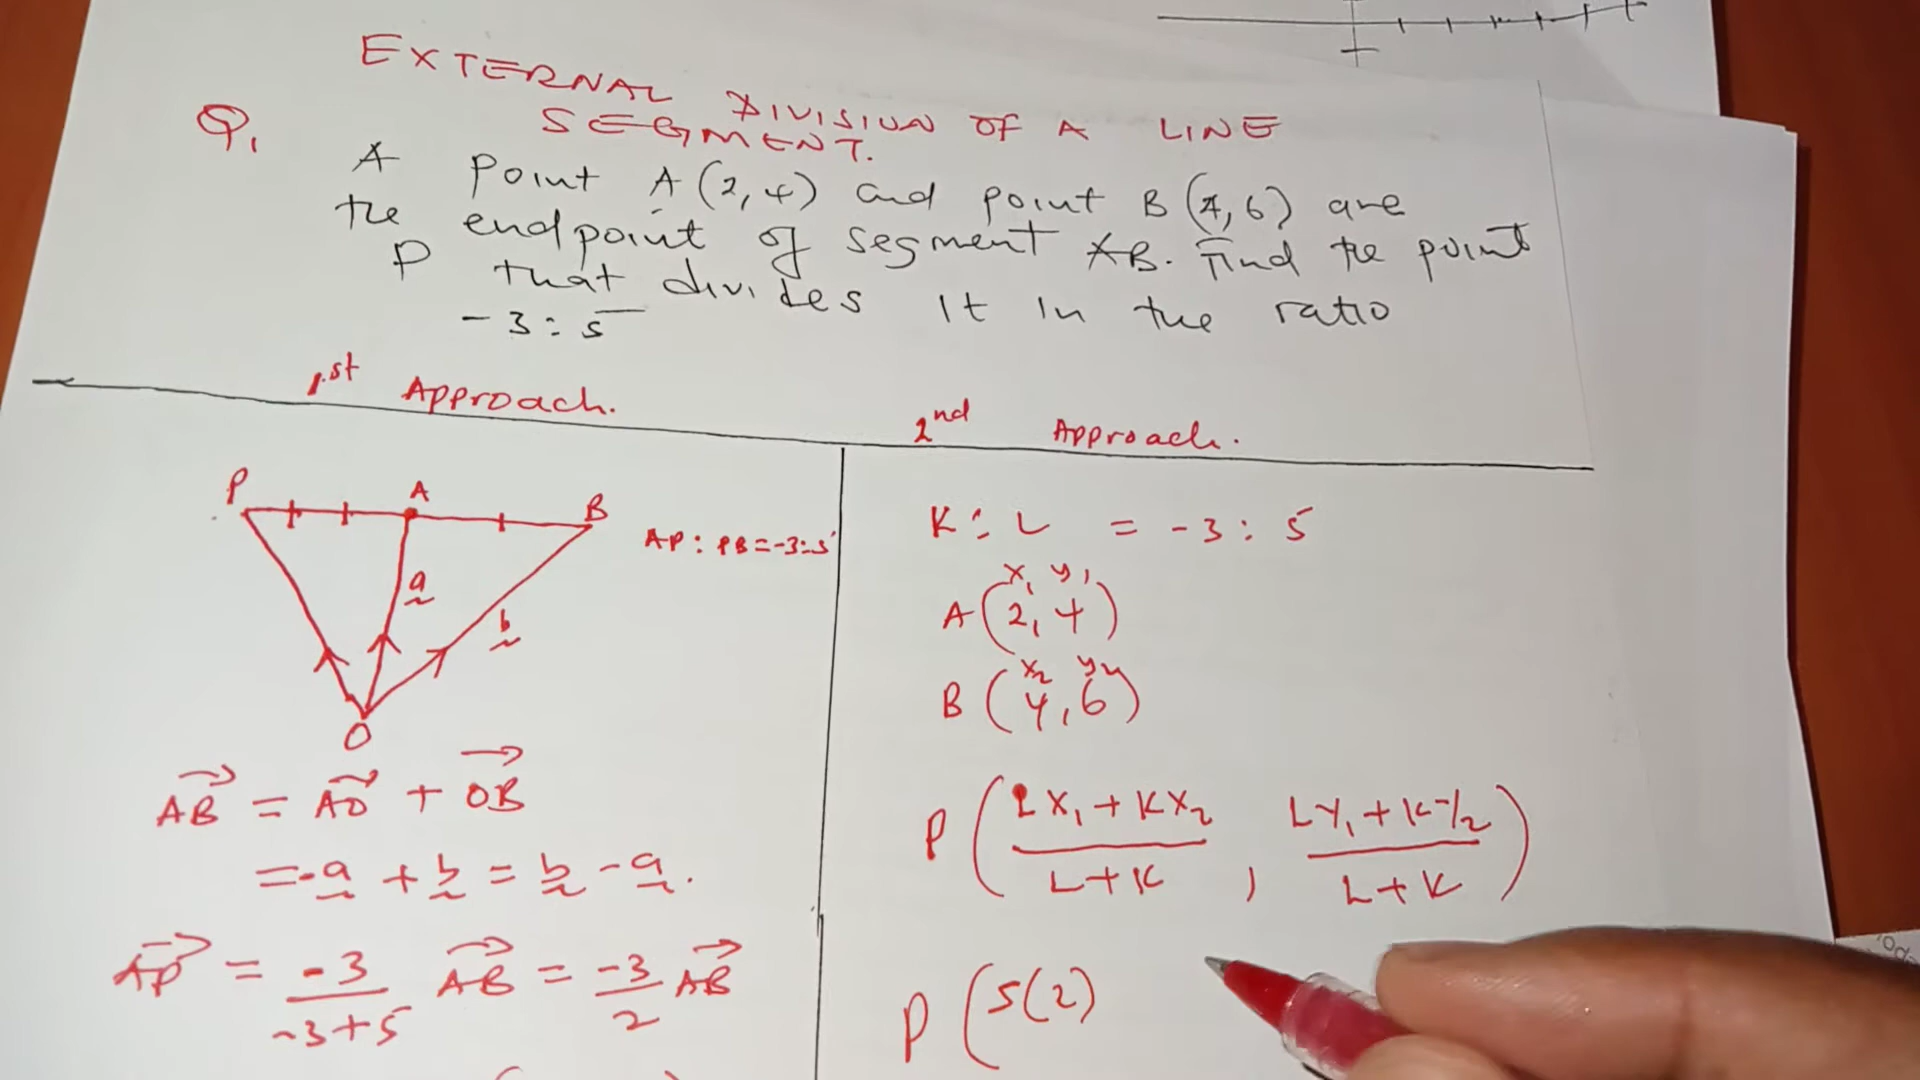 EXTERNAL DIVISION OF A LINE
SEGMENT.
Q1
A point A(2,4) and point B(4,6) are
the endpoint of segment AB. Find the point
P that divides it in the ratio
-3:5
1st Approach.
2nd Approach.
P A B
AP : PB = -3:5
a
b
O
AB = AO + OB
= -a + b = b - a.
AP = -3/-3+5 AB = -3/2 AB
K : L = -3 : 5
x1 y1
A(2, 4)
x2 y2
B(4, 6)
P(Lx1 + Kx2/L+K , Ly1 + Ky2/L+K)
P(5(2)